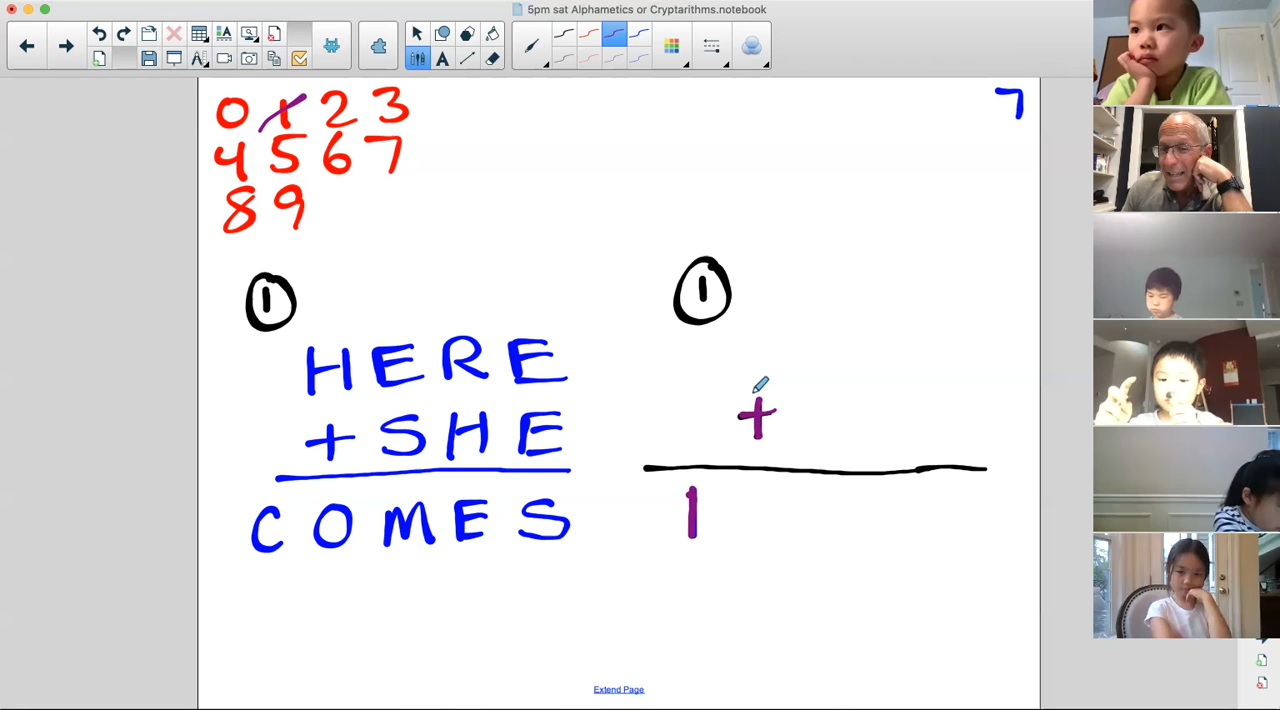 5pm sat Alphametics or Cryptarithms.notebook
0 1 2 3
4 5 6 7
8 9
7
1
HERE
+ SHE
COMES
1
+
1
Extend Page